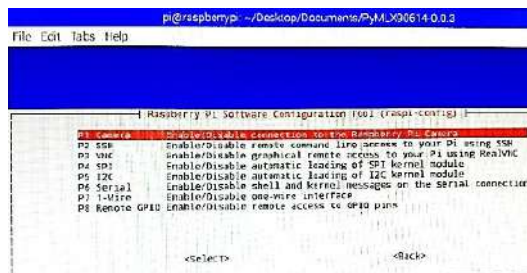 pi@raspberrypi: ~/Desktop/Documents/PyMLX90614-0.0.3
File Edit Tabs Help
Raspberry Pi Software Configuration Tool (raspi-config)
P1 Camera Enable/Disable connection to the Raspberry Pi Camera
P2 SSH Enable/Disable remote command line access to your Pi using SSH
P3 VNC Enable/Disable graphical remote access to your Pi using RealVNC
P4 SPI Enable/Disable automatic loading of SPI kernel module
P5 I2C Enable/Disable automatic loading of I2C kernel module
P6 Serial Enable/Disable shell and kernel messages on the serial connection
P7 1-Wire Enable/Disable one-wire interface
P8 Remote GPIO Enable/Disable remote access to GPIO pins
<Select> <Back>